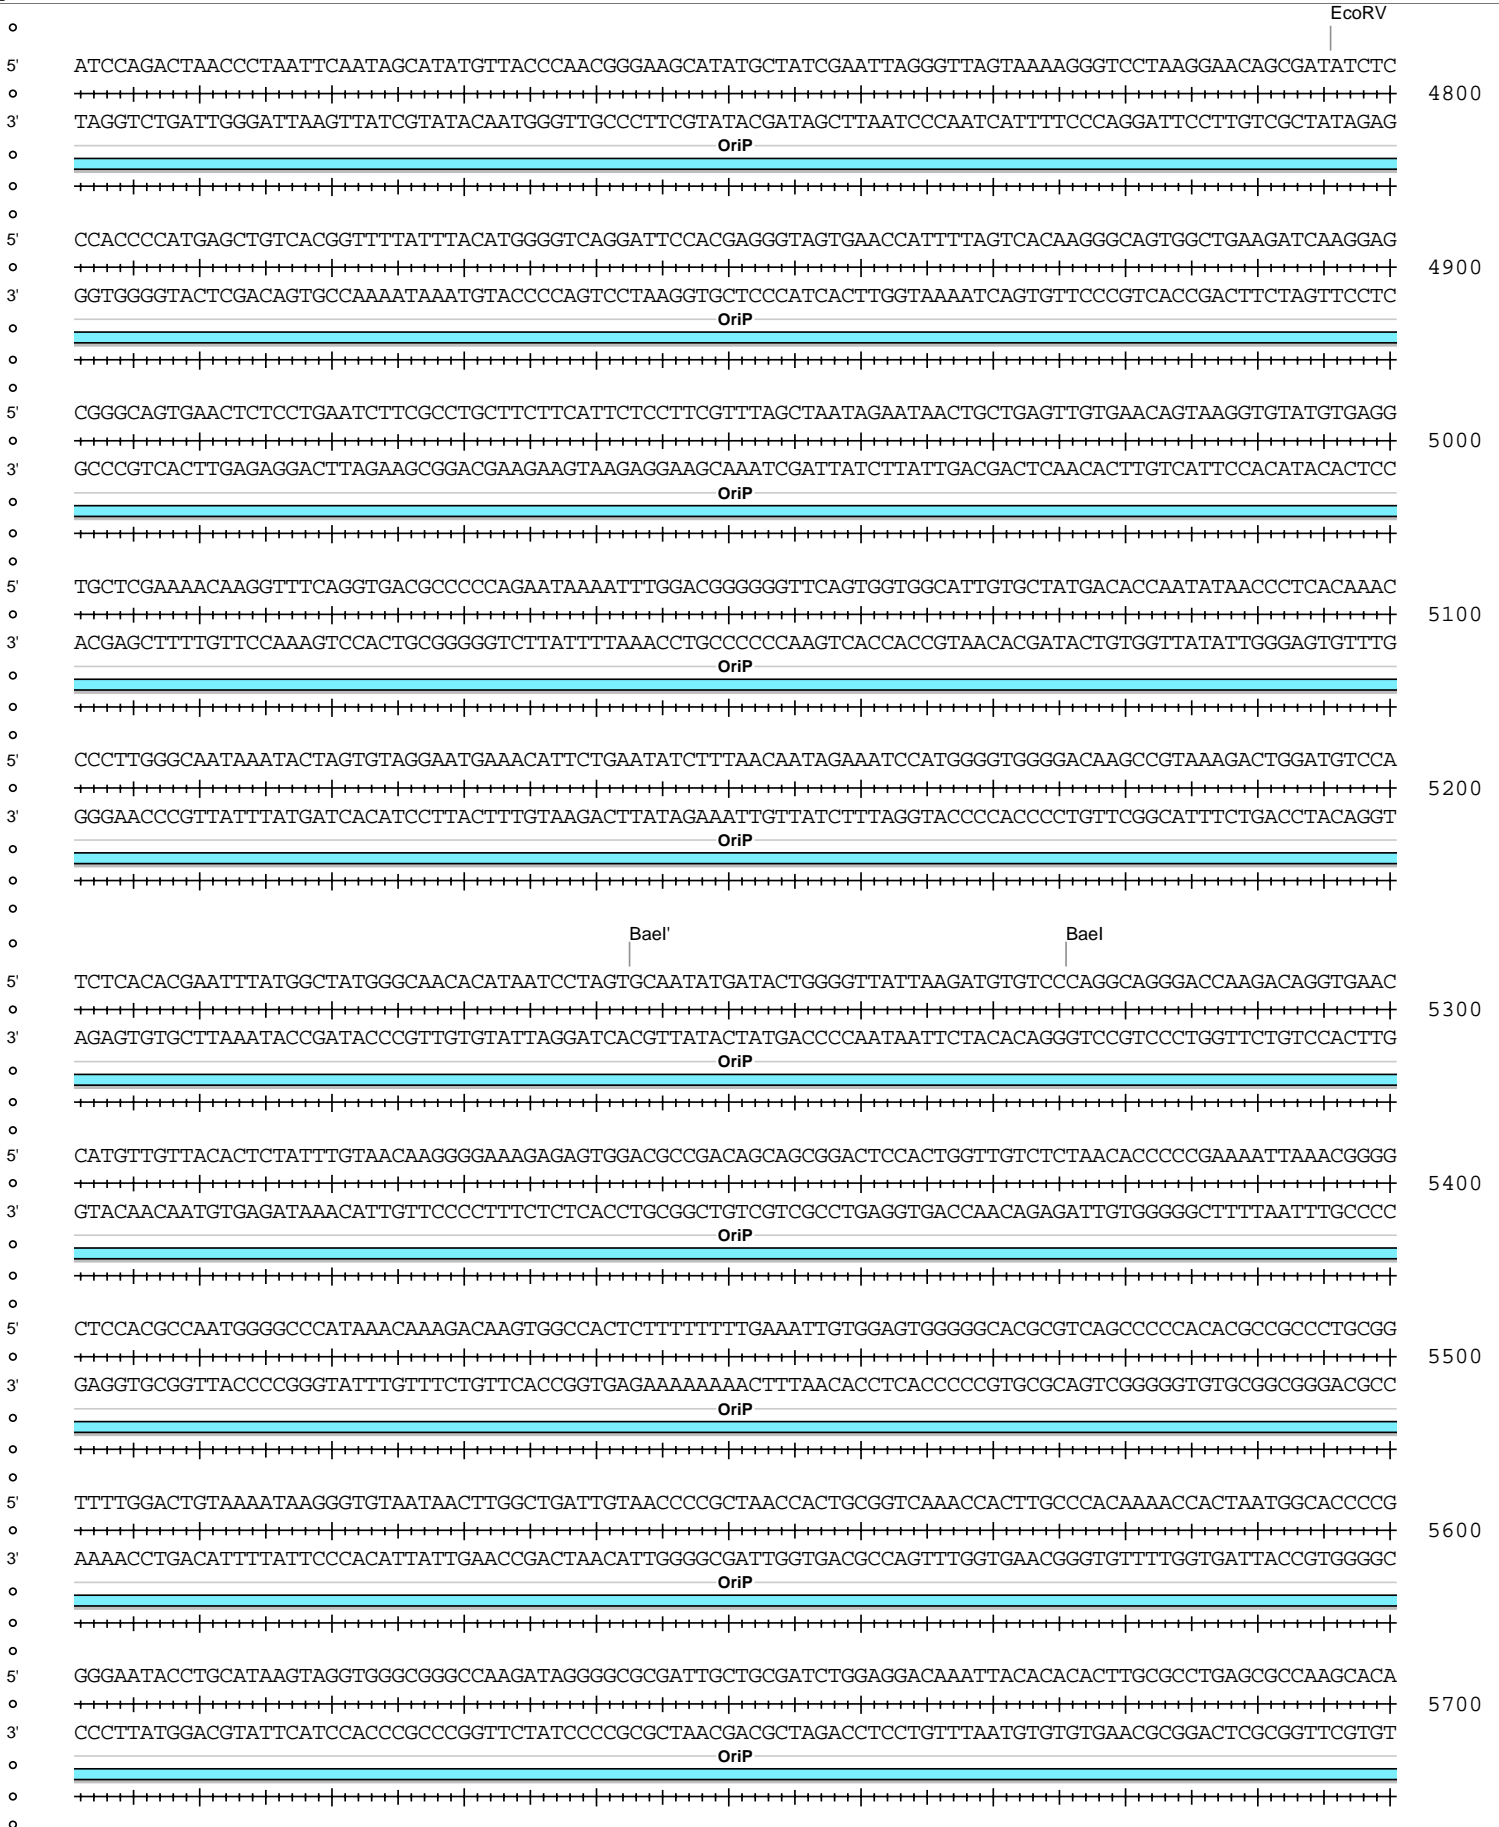 EcoRV
5' ATCCAGACTAACCCTAATTCAATAGCATATGTTACCCAACGGGAAGCATATGCTATCGAATTAGGGTTAGTAAAAGGGTCCTAAGGAACAGCGATATCTC
4800
3' TAGGTCTGATTGGGATTAAGTTATCGTATACAATGGGTTGCCCTTCGTATACGATAGCTTAATCCCAATCATTTTCCCAGGATTCCTTGTCGCTATAGAG
OriP
5' CCACCCCATGAGCTGTCACGGTTTTATTTACATGGGGTCAGGATTCCACGAGGGTAGTGAACCATTTTAGTCACAAGGGCAGTGGCTGAAGATCAAGGAG
4900
3' GGTGGGGTACTCGACAGTGCCAAAATAAATGTACCCCAGTCCTAAGGTGCTCCCATCACTTGGTAAAATCAGTGTTCCCGTCACCGACTTCTAGTTCCTC
OriP
5' CGGGCAGTGAACTCTCCTGAATCTTCGCCTGCTTCTTCATTCTCCTTCGTTTAGCTAATAGAATAACTGCTGAGTTGTGAACAGTAAGGTGTATGTGAGG
5000
3' GCCCGTCACTTGAGAGGACTTAGAAGCGGACGAAGAAGTAAGAGGAAGCAAATCGATTATCTTATTGACGACTCAACACTTGTCATTCCACATACACTCC
OriP
5' TGCTCGAAAACAAGGTTTCAGGTGACGCCCCCAGAATAAAATTTGGACGGGGGGTTCAGTGGTGGCATTGTGCTATGACACCAATATAACCCTCACAAAC
5100
3' ACGAGCTTTTGTTCCAAAGTCCACTGCGGGGGTCTTATTTTAAACCTGCCCCCCAAGTCACCACCGTAACACGATACTGTGGTTATATTGGGAGTGTTTG
OriP
5' CCCTTGGGCAATAAATACTAGTGTAGGAATGAAACATTCTGAATATCTTTAACAATAGAAATCCATGGGGTGGGGACAAGCCGTAAAGACTGGATGTCCA
5200
3' GGGAACCCGTTATTTATGATCACATCCTTACTTTGTAAGACTTATAGAAATTGTTATCTTTAGGTACCCCACCCCTGTTCGGCATTTCTGACCTACAGGT
OriP
BaeI' BaeI
5' TCTCACACGAATTTATGGCTATGGGCAACACATAATCCTAGTGCAATATGATACTGGGGTTATTAAGATGTGTCCCAGGCAGGGACCAAGACAGGTGAAC
5300
3' AGAGTGTGCTTAAATACCGATACCCGTTGTGTATTAGGATCACGTTATACTATGACCCCAATAATTCTACACAGGGTCCGTCCCTGGTTCTGTCCACTTG
OriP
5' CATGTTGTTACACTCTATTTGTAACAAGGGGAAAGAGAGTGGACGCCGACAGCAGCGGACTCCACTGGTTGTCTCTAACACCCCCGAAAATTAAACGGGG
5400
3' GTACAACAATGTGAGATAAACATTGTTCCCCTTTCTCTCACCTGCGGCTGTCGTCGCCTGAGGTGACCAACAGAGATTGTGGGGGCTTTTAATTTGCCCC
OriP
5' CTCCACGCCAATGGGGCCCATAAACAAAGACAAGTGGCCACTCTTTTTTTTGAAATTGTGGAGTGGGGGCACGCGTCAGCCCCCACACGCCGCCCTGCGG
5500
3' GAGGTGCGGTTACCCCGGGTATTTGTTTCTGTTCACCGGTGAGAAAAAAAACTTTAACACCTCACCCCCGTGCGCAGTCGGGGGTGTGCGGCGGGACGCC
OriP
5' TTTTGGACTGTAAAATAAGGGTGTAATAACTTGGCTGATTGTAACCCCGCTAACCACTGCGGTCAAACCACTTGCCCACAAAACCACTAATGGCACCCCG
5600
3' AAAACCTGACATTTTATTCCCACATTATTGAACCGACTAACATTGGGGCGATTGGTGACGCCAGTTTGGTGAACGGGTGTTTTGGTGATTACCGTGGGGC
OriP
5' GGGAATACCTGCATAAGTAGGTGGGCGGGCCAAGATAGGGGCGCGATTGCTGCGATCTGGAGGACAAATTACACACACTTGCGCCTGAGCGCCAAGCACA
5700
3' CCCTTATGGACGTATTCATCCACCCGCCCGGTTCTATCCCCGCGCTAACGACGCTAGACCTCCTGTTTAATGTGTGTGAACGCGGACTCGCGGTTCGTGT
OriP